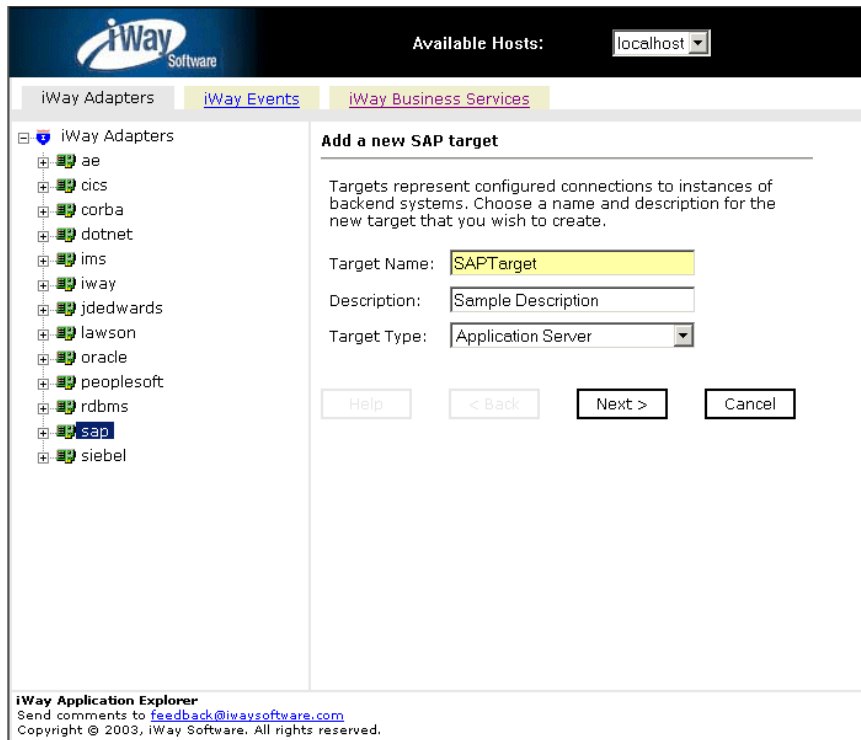 iWay
Software
Available Hosts:
localhost
iWay Adapters
iWay Events
iWay Business Services
iWay Adapters
ae
cics
corba
dotnet
ims
iway
jdedwards
lawson
oracle
peoplesoft
rdbms
sap
siebel
Add a new SAP target
Targets represent configured connections to instances of
backend systems. Choose a name and description for the
new target that you wish to create.
Target Name: SAPTarget
Description: Sample Description
Target Type: Application Server
Help
< Back
Next >
Cancel
iWay Application Explorer
Send comments to feedback@iwaysoftware.com
Copyright © 2003, iWay Software. All rights reserved.